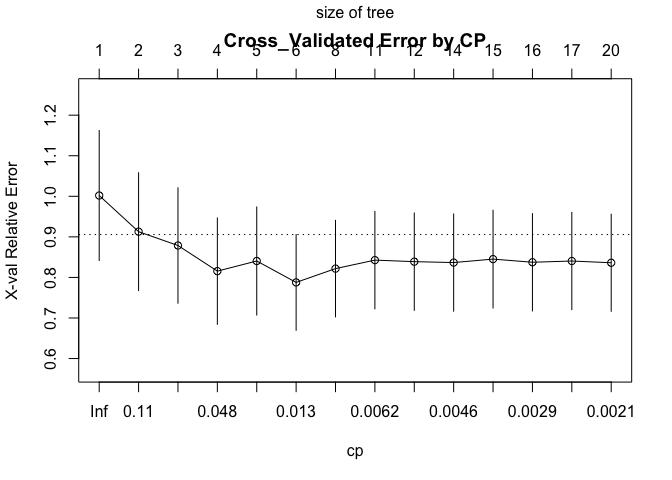 size of tree
Cross_Validated Error by CP
1 2 3 4 5 6 8 11 12 14 15 16 17 20
X-val Relative Error
1.2
1.1
1.0
0.9
0.8
0.7
0.6
Inf 0.11 0.048 0.013 0.0062 0.0046 0.0029 0.0021
cp